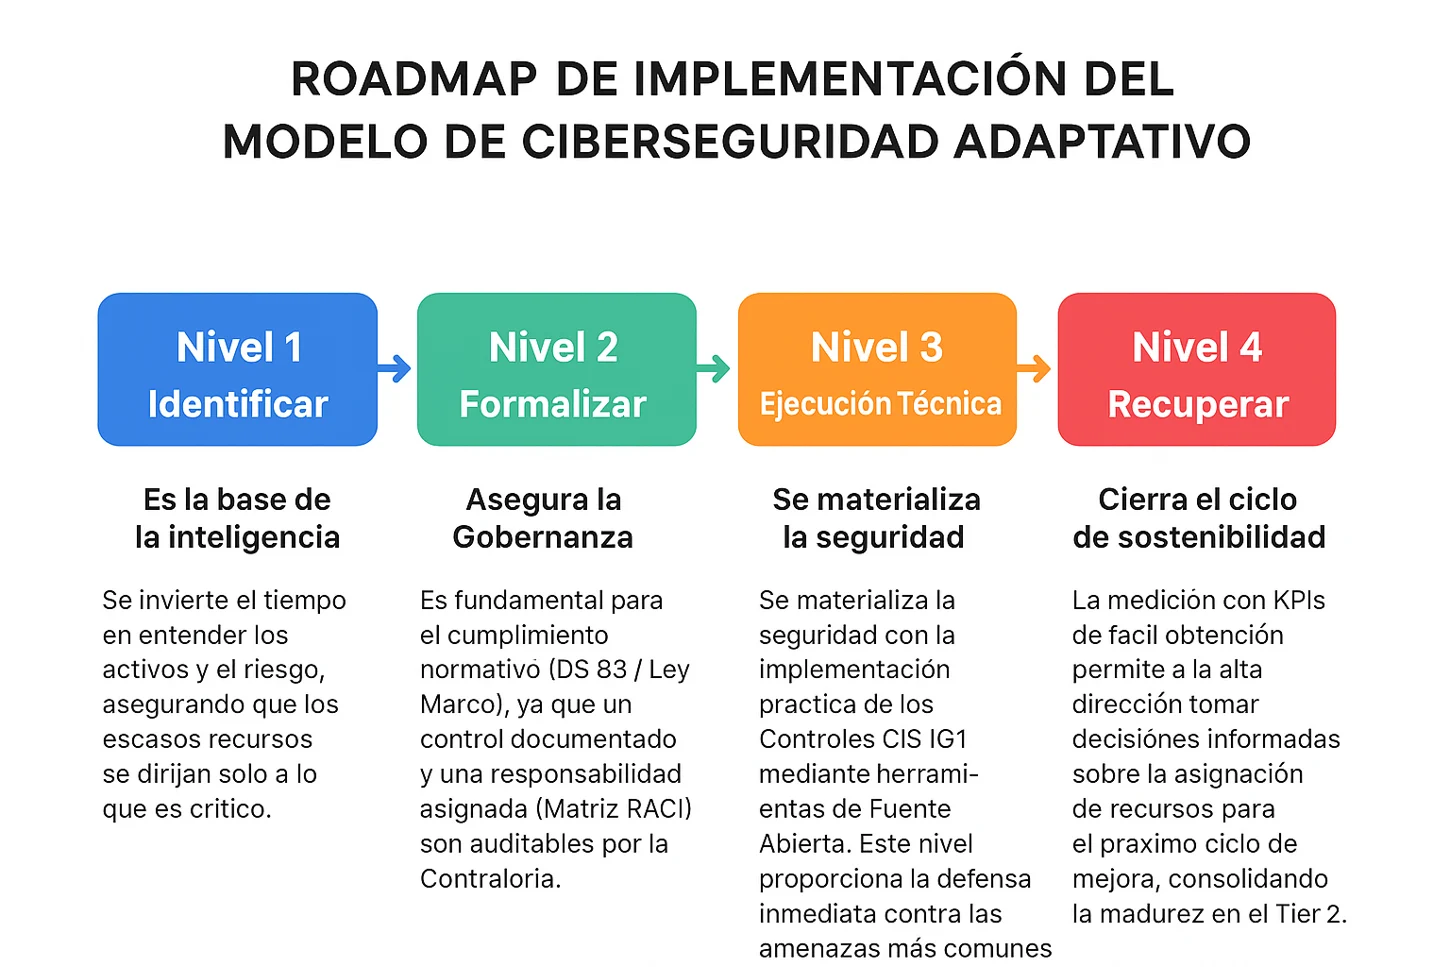 ROADMAP DE IMPLEMENTACIÓN DEL
MODELO DE CIBERSEGURIDAD ADAPTATIVO
Nivel 1
Identificar
Es la base de
la inteligencia
Se invierte el tiempo
en entender los
activos y el riesgo,
asegurando que los
escasos recursos
se dirijan solo a lo
que es critico.
Nivel 2
Formalizar
Asegura la
Gobernanza
Es fundamental para
el cumplimiento
normativo (DS 83 / Ley
Marco), ya que un
control documentado
y una responsabilidad
asignada (Matriz RACI)
son auditables por la
Contraloria.
Nivel 3
Ejecución Técnica
Se materializa
la seguridad
Se materializa la
seguridad con la
implementación
practica de los
Controles CIS IG1
mediante herrami-
entas de Fuente
Abierta. Este nivel
proporciona la defensa
inmediata contra las
amenazas más comunes
Nivel 4
Recuperar
Cierra el ciclo
de sostenibilidad
La medición con KPIs
de facil obtención
permite a la alta
dirección tomar
decisiónes informadas
sobre la asignación
de recursos para
el praximo ciclo de
mejora, consolidando
la madurez en el Tier 2.